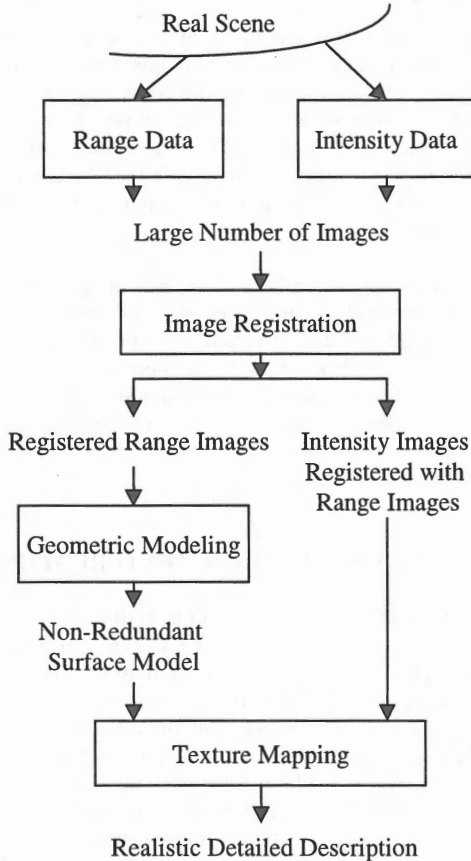 Real Scene
Range Data
Intensity Data
Large Number of Images
Image Registration
Registered Range Images
Intensity Images
Registered with
Range Images
Geometric Modeling
Non-Redundant
Surface Model
Texture Mapping
Realistic Detailed Description